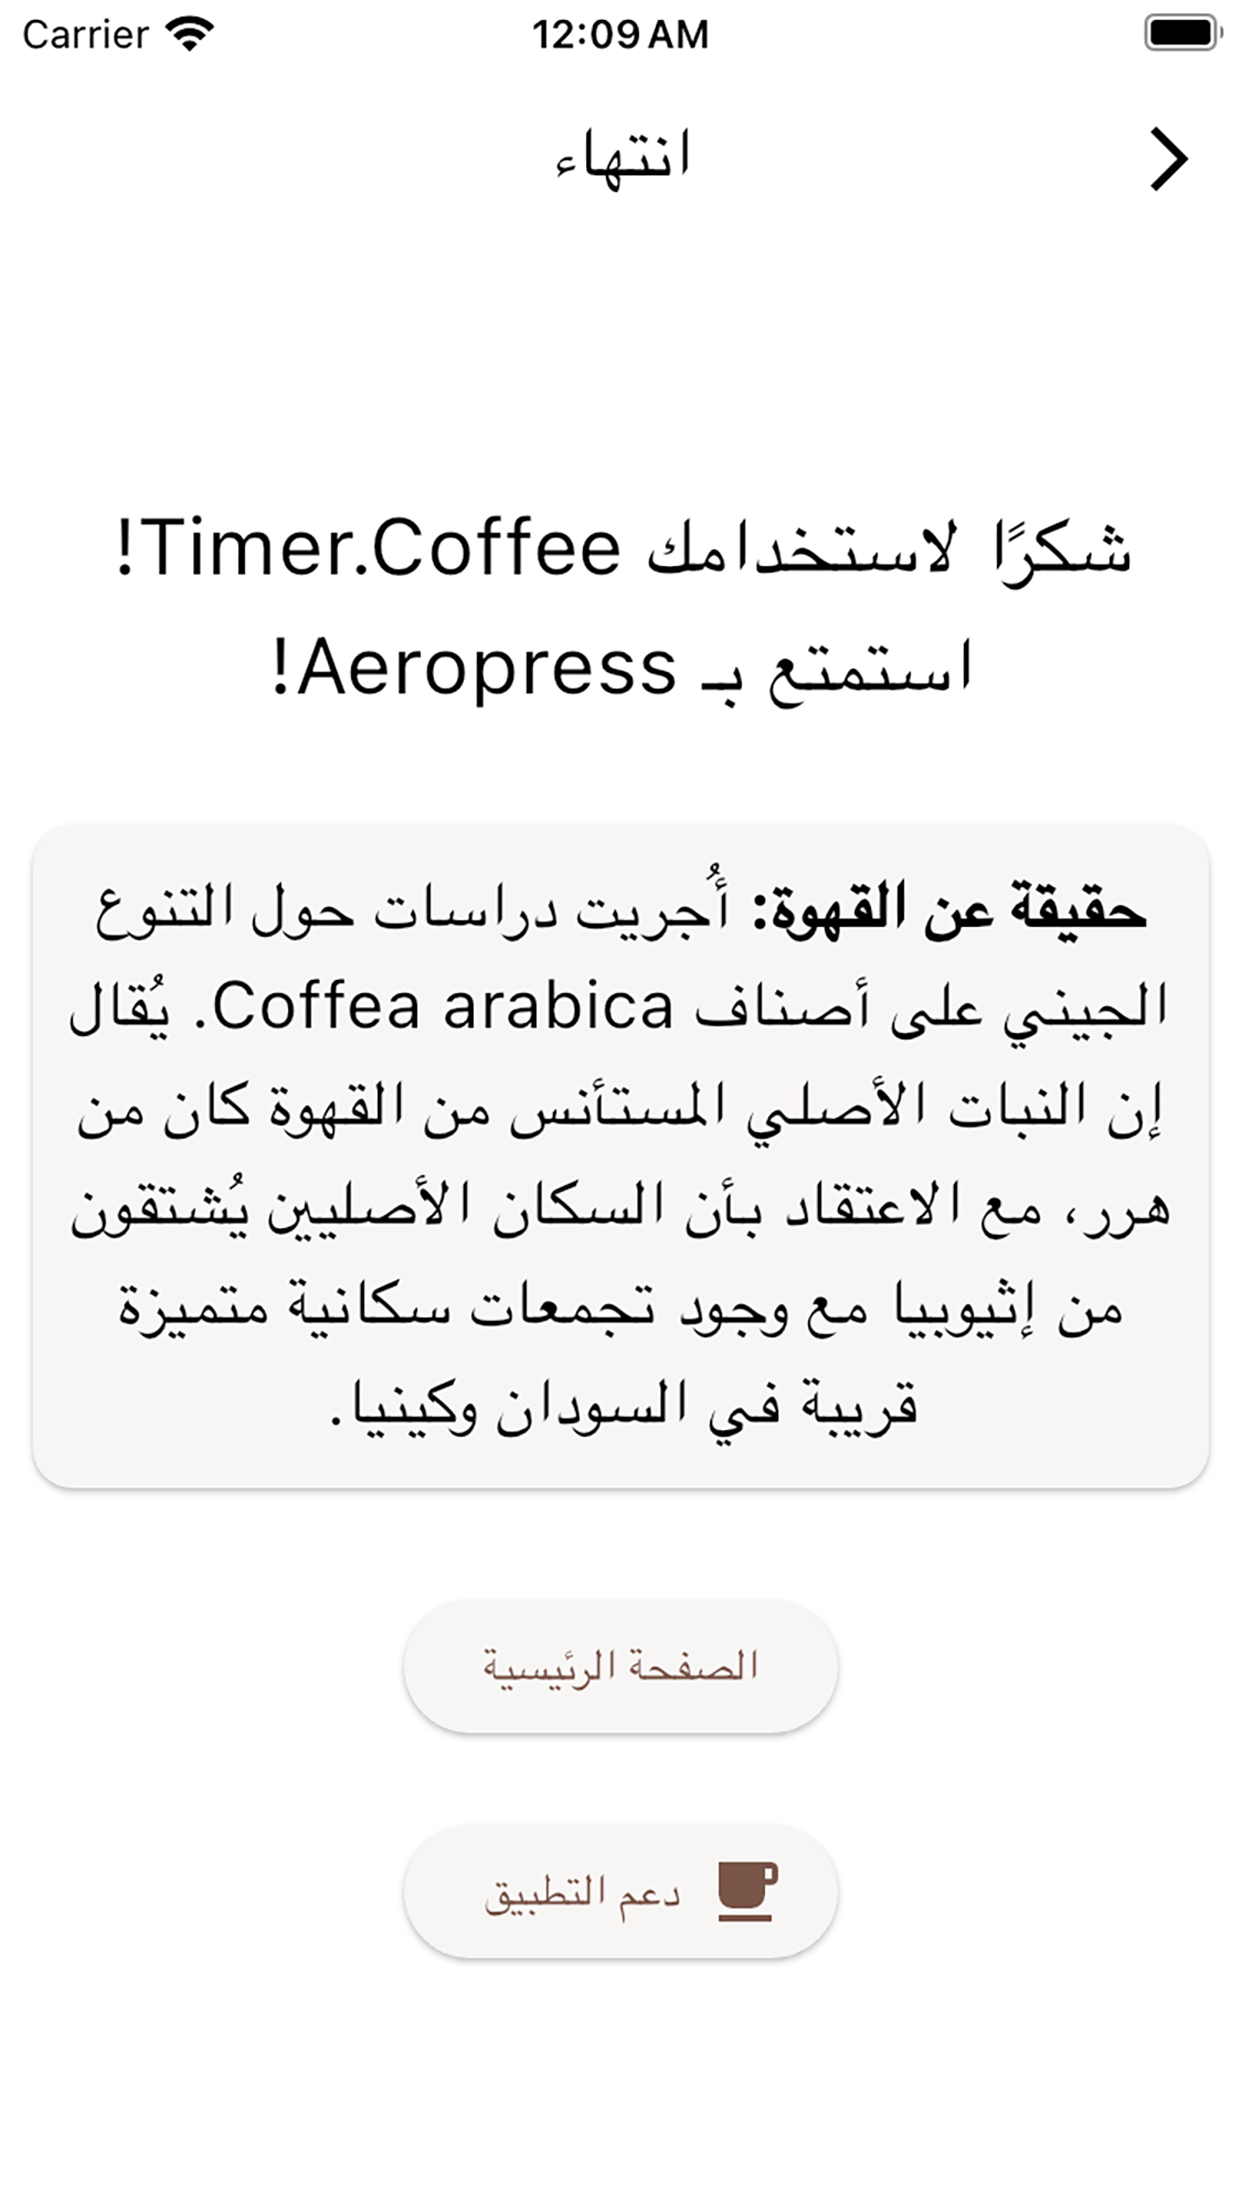 Carrier 12:09 AM
انتهاء
شكرًا لاستخدامك Timer.Coffee!
استمتع بـ Aeropress!
حقيقة عن القهوة: أُجريت دراسات حول التنوع
الجيني على أصناف Coffea arabica. يُقال
إن النبات الأصلي المستأنس من القهوة كان من
هرر، مع الاعتقاد بأن السكان الأصليين يُشتقون
من إثيوبيا مع وجود تجمعات سكانية متميزة
قريبة في السودان وكينيا.
الصفحة الرئيسية
دعم التطبيق